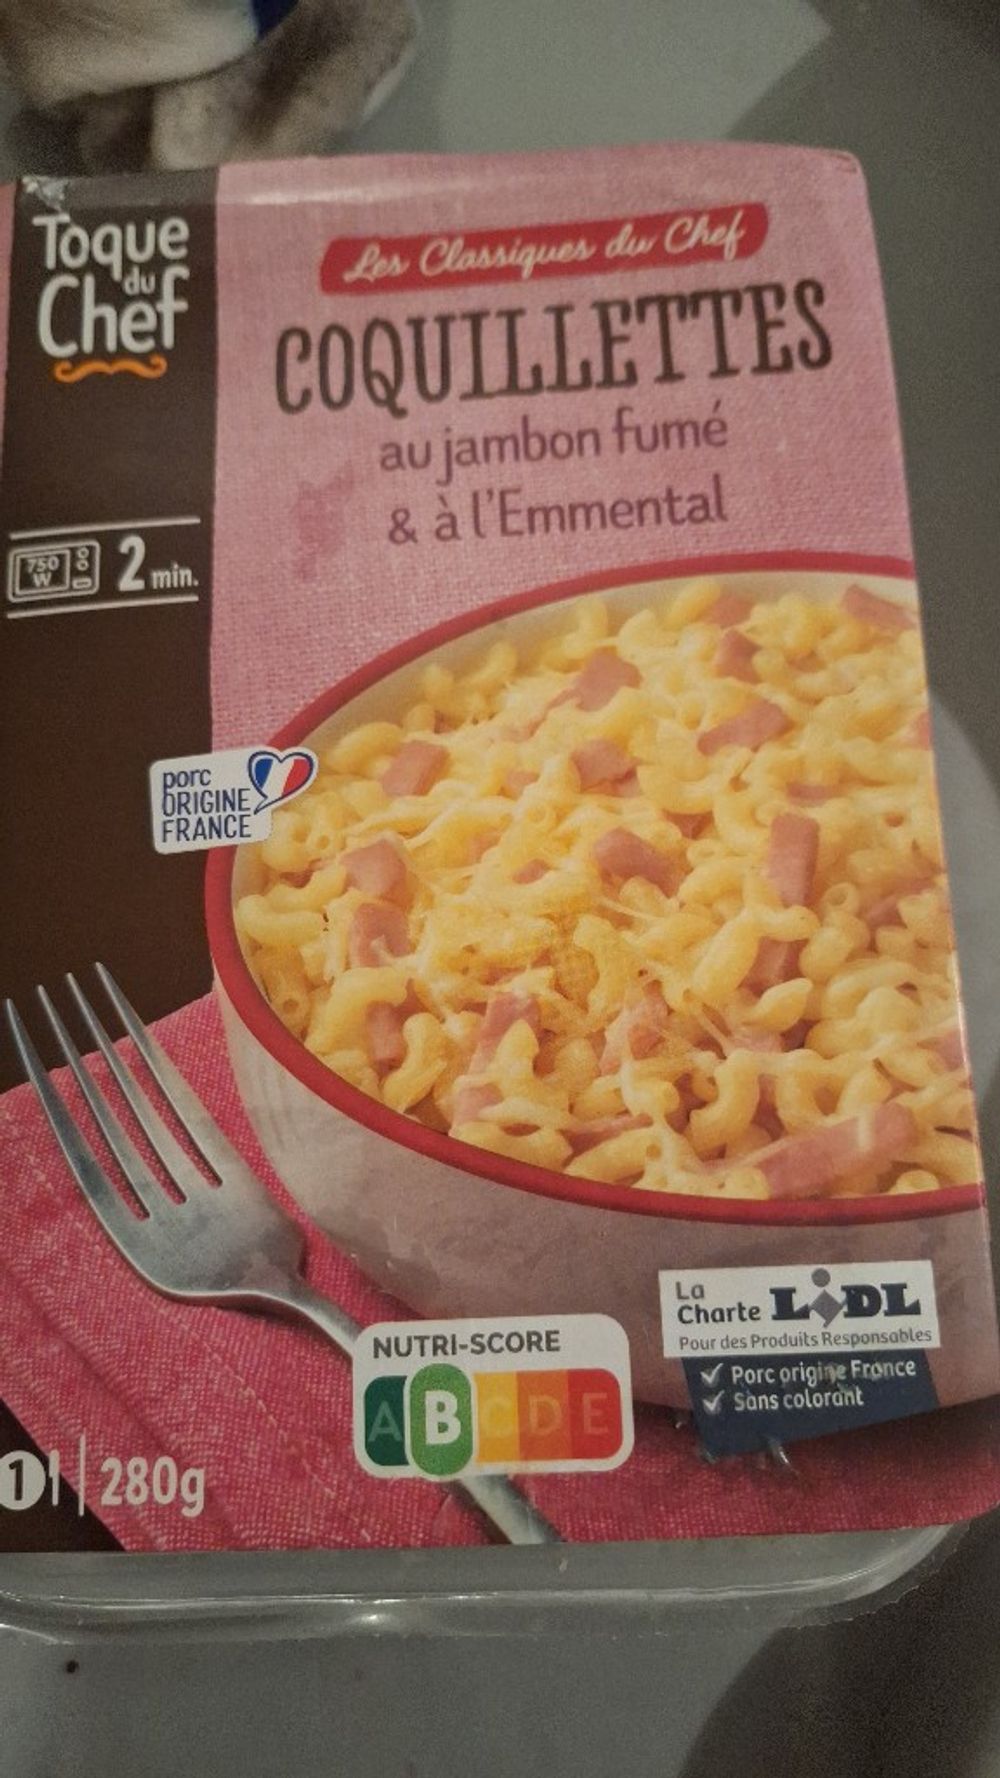 Toque
du
Chef
Les Classiques du Chef
COQUILLETTES
au jambon fumé
& à l'Emmental
750
W
2 min.
porc
ORIGINE
FRANCE
La
Charte LIDL
Pour des Produits Responsables
✓ Porc origine France
✓ Sans colorant
NUTRI-SCORE
A B C D E
1
280g